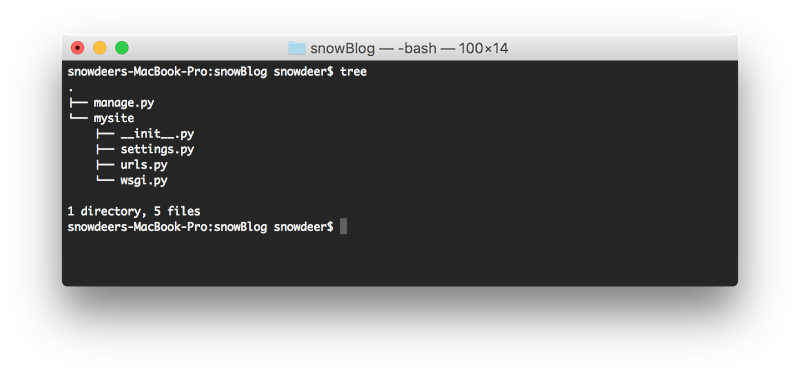 snowBlog — -bash — 100×14
snowdeers-MacBook-Pro:snowBlog snowdeer$ tree
.
├── manage.py
└── mysite
    ├── __init__.py
    ├── settings.py
    ├── urls.py
    └── wsgi.py

1 directory, 5 files
snowdeers-MacBook-Pro:snowBlog snowdeer$